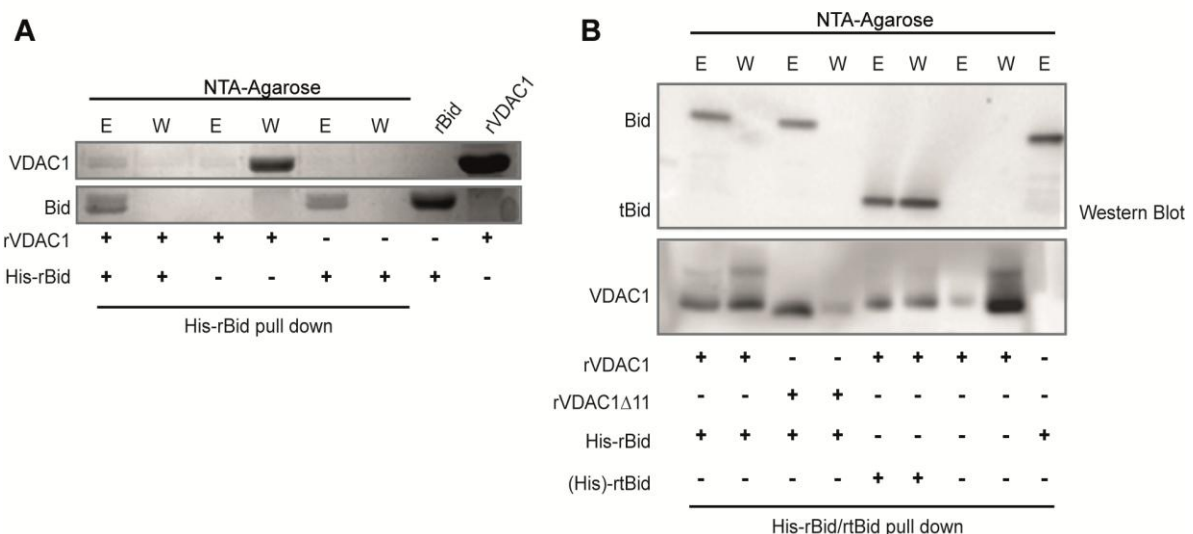 A
NTA-Agarose
E W E W E W rBid rVDAC1
VDAC1
Bid
rVDAC1 + + + + - - - +
His-rBid + + - - + + + -
His-rBid pull down
B
NTA-Agarose
E W E W E W E W E
Bid
tBid
Western Blot
VDAC1
rVDAC1 + + - - + + + + -
rVDAC1Δ11 - - + + - - - - -
His-rBid + + + + - - - - +
(His)-rtBid - - - - + + - - -
His-rBid/rtBid pull down